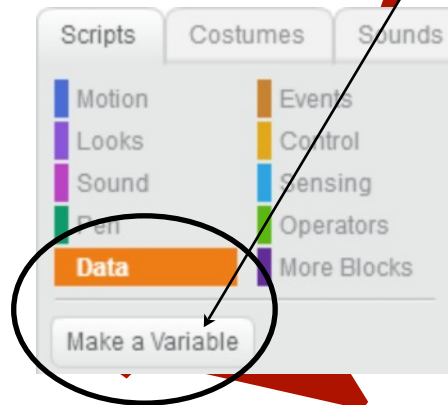 Scripts Costumes Sounds
Motion Events
Looks Control
Sound Sensing
Pen Operators
Data More Blocks
Make a Variable